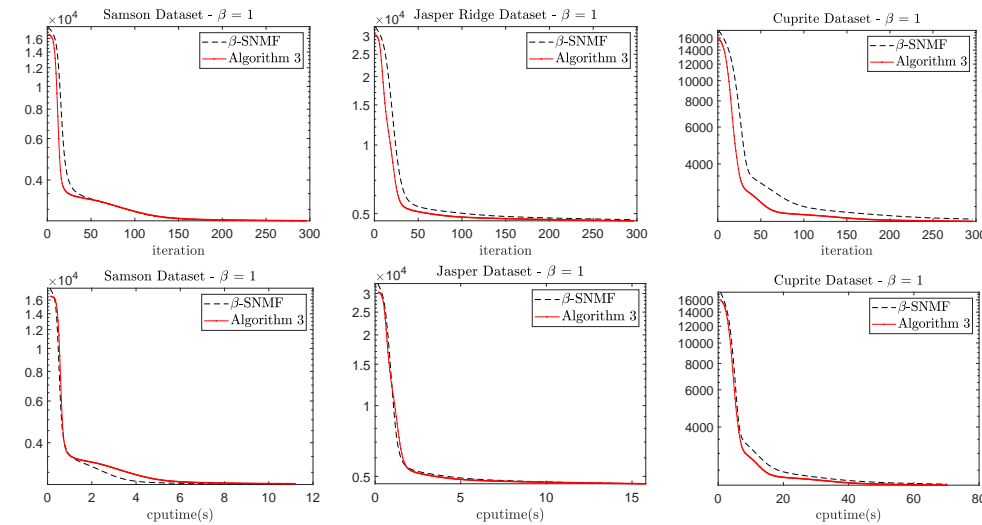 Samson Dataset - β = 1
×10⁴
1.6
1.4
1.2
1
0.8
0.6
0.4
0 50 100 150 200 250 300
iteration
β-SNMF
Algorithm 3
Jasper Ridge Dataset - β = 1
×10⁴
3
2.5
2
1.5
1
0.5
0 50 100 150 200 250 300
iteration
β-SNMF
Algorithm 3
Cuprite Dataset - β = 1
16000
14000
12000
10000
8000
6000
4000
0 50 100 150 200 250 300
iteration
β-SNMF
Algorithm 3
Samson Dataset - β = 1
×10⁴
1.6
1.4
1.2
1
0.8
0.6
0.4
0 2 4 6 8 10 12
cputime(s)
β-SNMF
Algorithm 3
Jasper Dataset - β = 1
×10⁴
3
2.5
2
1.5
1
0.5
0 5 10 15
cputime(s)
β-SNMF
Algorithm 3
Cuprite Dataset - β = 1
16000
14000
12000
10000
8000
6000
4000
0 20 40 60 80
cputime(s)
β-SNMF
Algorithm 3